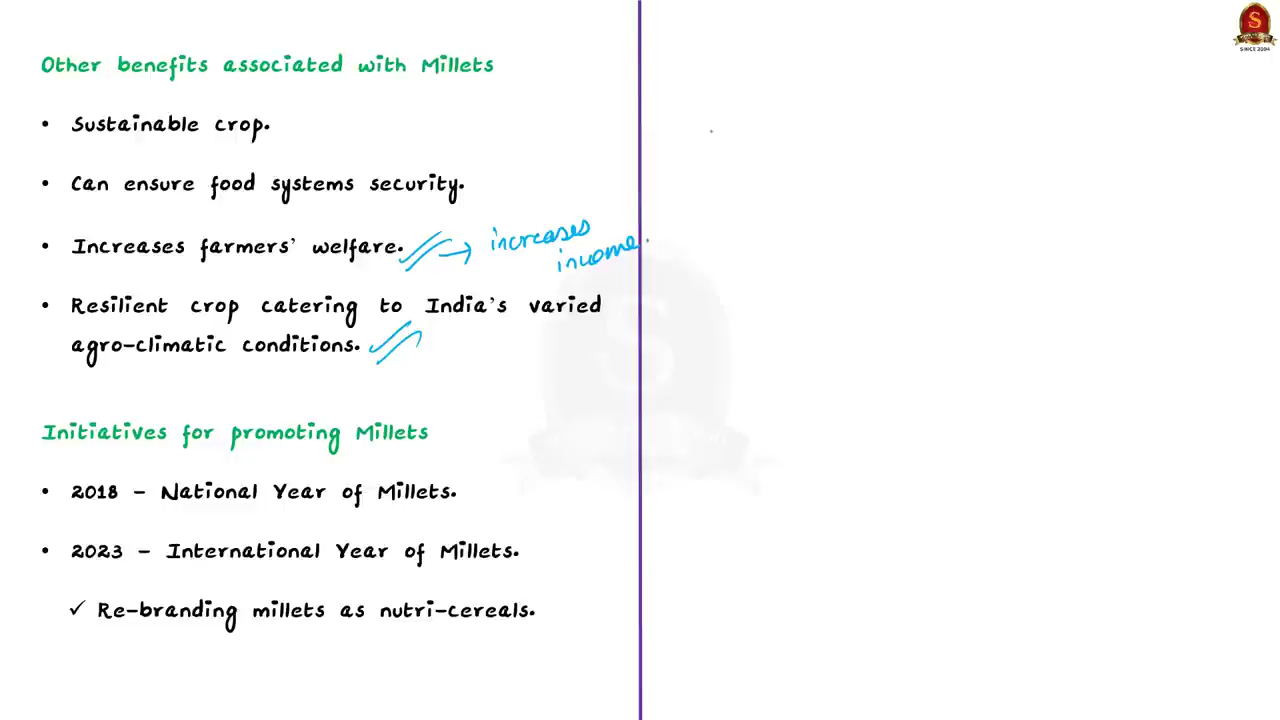 Other benefits associated with Millets
• Sustainable crop.
• Can ensure food systems security.
• Increases farmers' welfare. → increases
income.
• Resilient crop catering to India's varied
agro-climatic conditions.
Initiatives for promoting Millets
• 2018 - National Year of Millets.
• 2023 - International Year of Millets.
✓ Re-branding millets as nutri-cereals.
S
SINCE 2004